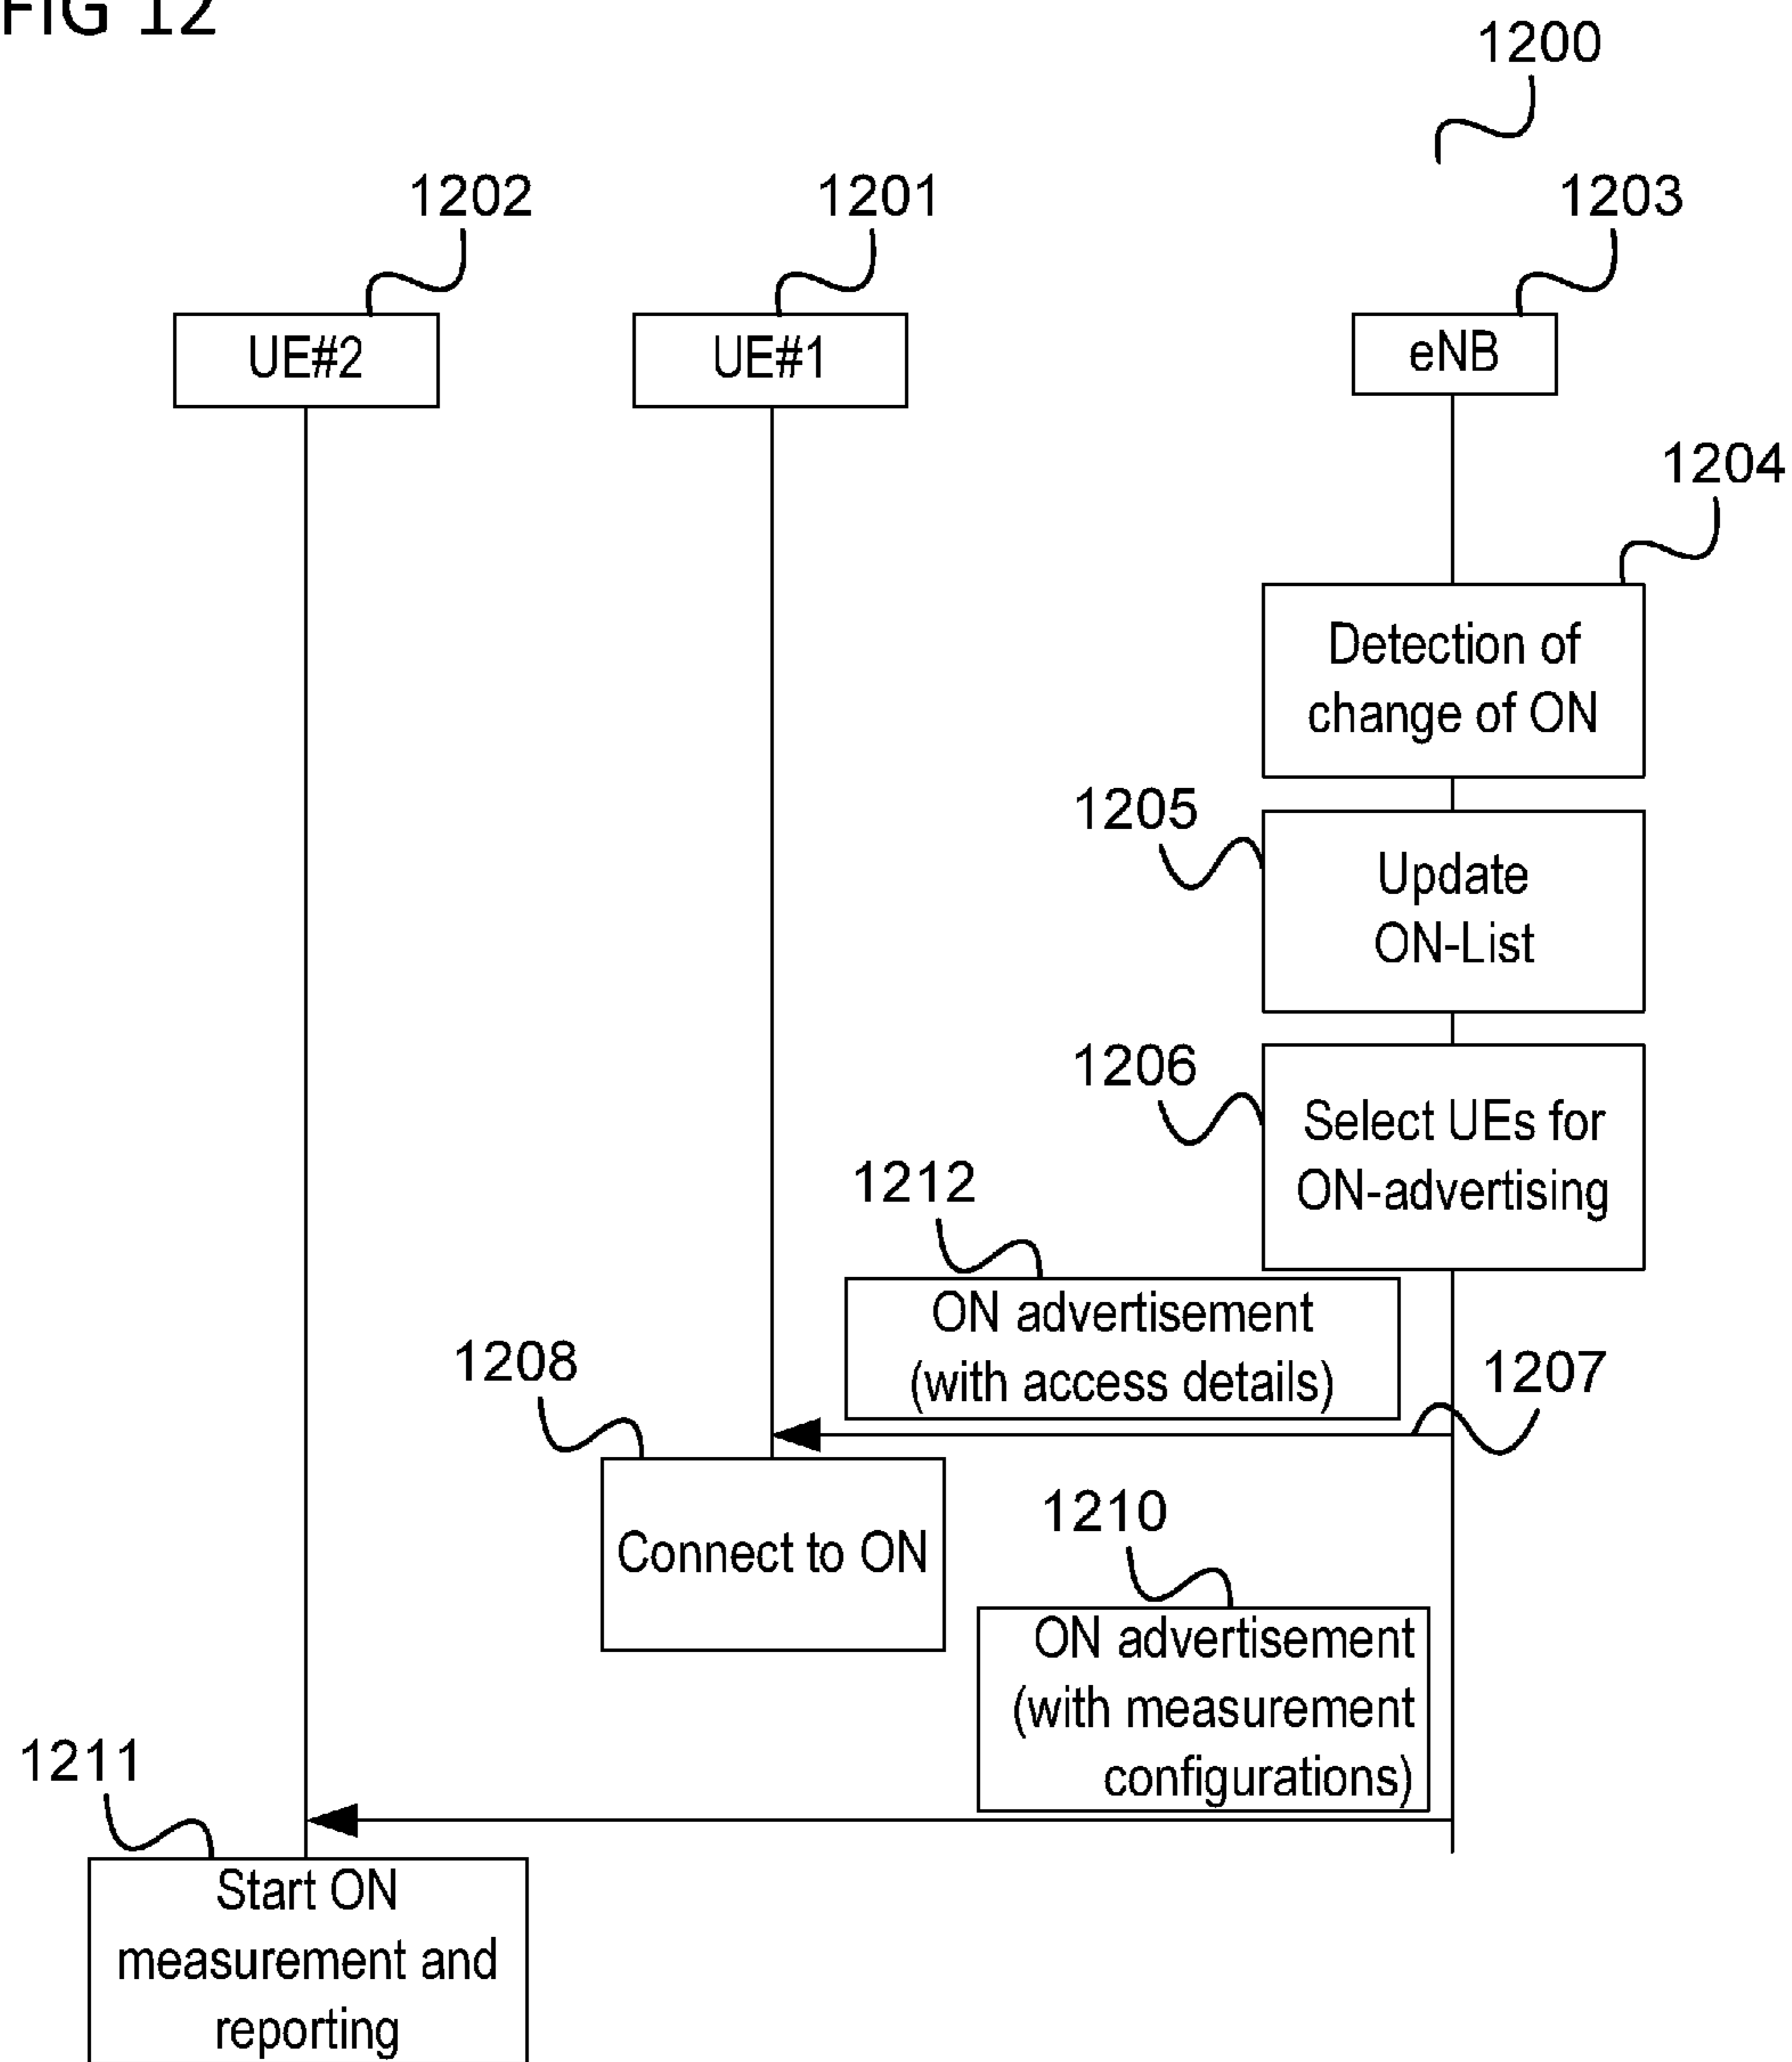 FIG 12
1200
1202
1201
1203
UE#2
UE#1
eNB
1204
Detection of
change of ON
1205
Update
ON-List
1206
Select UEs for
ON-advertising
1212
ON advertisement
(with access details)
1207
1208
Connect to ON
1210
ON advertisement
(with measurement
configurations)
1211
Start ON
measurement and
reporting